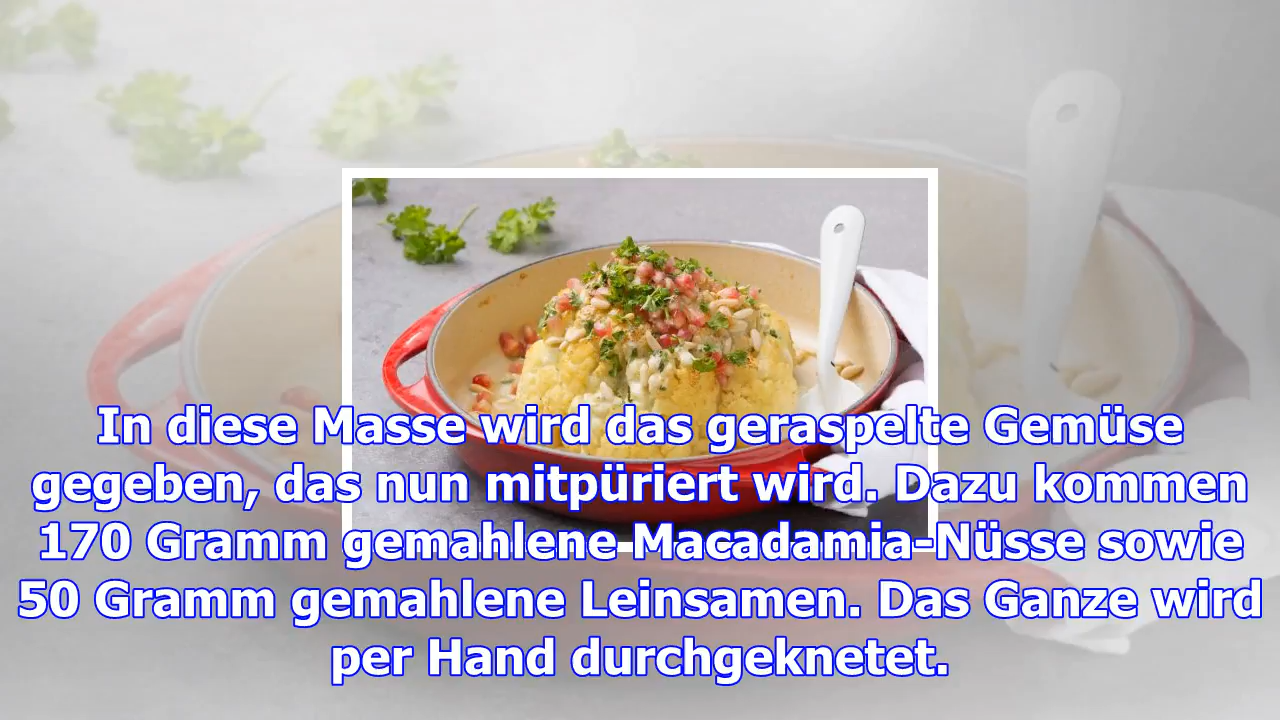 In diese Masse wird das geraspelte Gemüse
gegeben, das nun mitpüriert wird. Dazu kommen
170 Gramm gemahlene Macadamia-Nüsse sowie
50 Gramm gemahlene Leinsamen. Das Ganze wird
per Hand durchgeknetet.